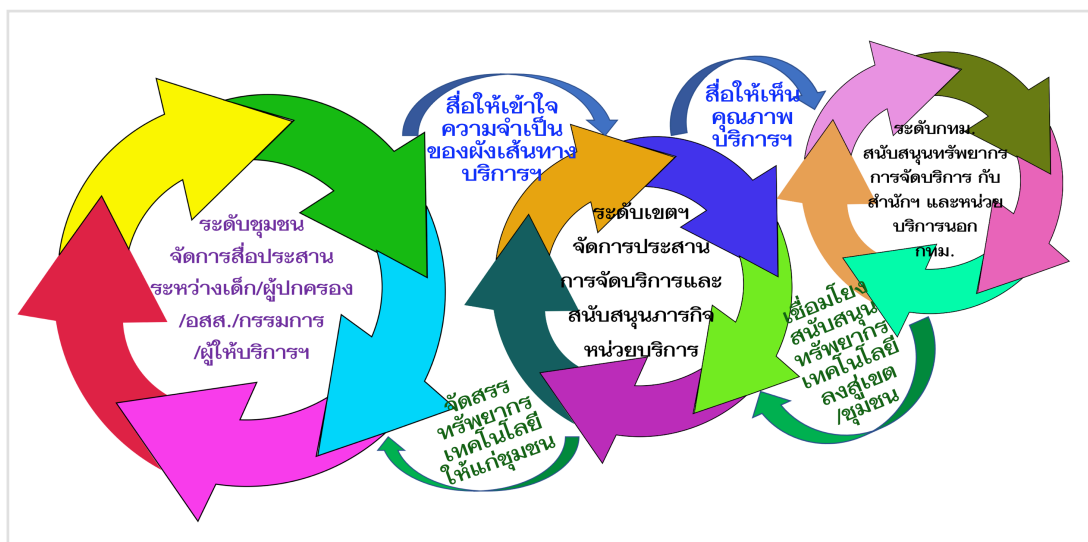 ระดับชุมชน
จัดการสื่อประสาน
ระหว่างเด็ก/ผู้ปกครอง
/อสส./กรรมการ
/ผู้ให้บริการฯ
สื่อให้เข้าใจ
ความจำเป็น
ของผังเส้นทาง
บริการฯ
จัดสรร
ทรัพยากร
เทคโนโลยี
ให้แก่ชุมชน
ระดับเขตฯ
จัดการประสาน
การจัดบริการและ
สนับสนุนภารกิจ
หน่วยบริการ
สื่อให้เห็น
คุณภาพ
บริการฯ
เชื่อมโยง
สนับสนุน
ทรัพยากร
เทคโนโลยี
ลงสู่เขต
/ชุมชน
ระดับกทม.
สนับสนุนทรัพยากร
การจัดบริการ กับ
สำนักฯ และหน่วย
บริการนอก
กทม.